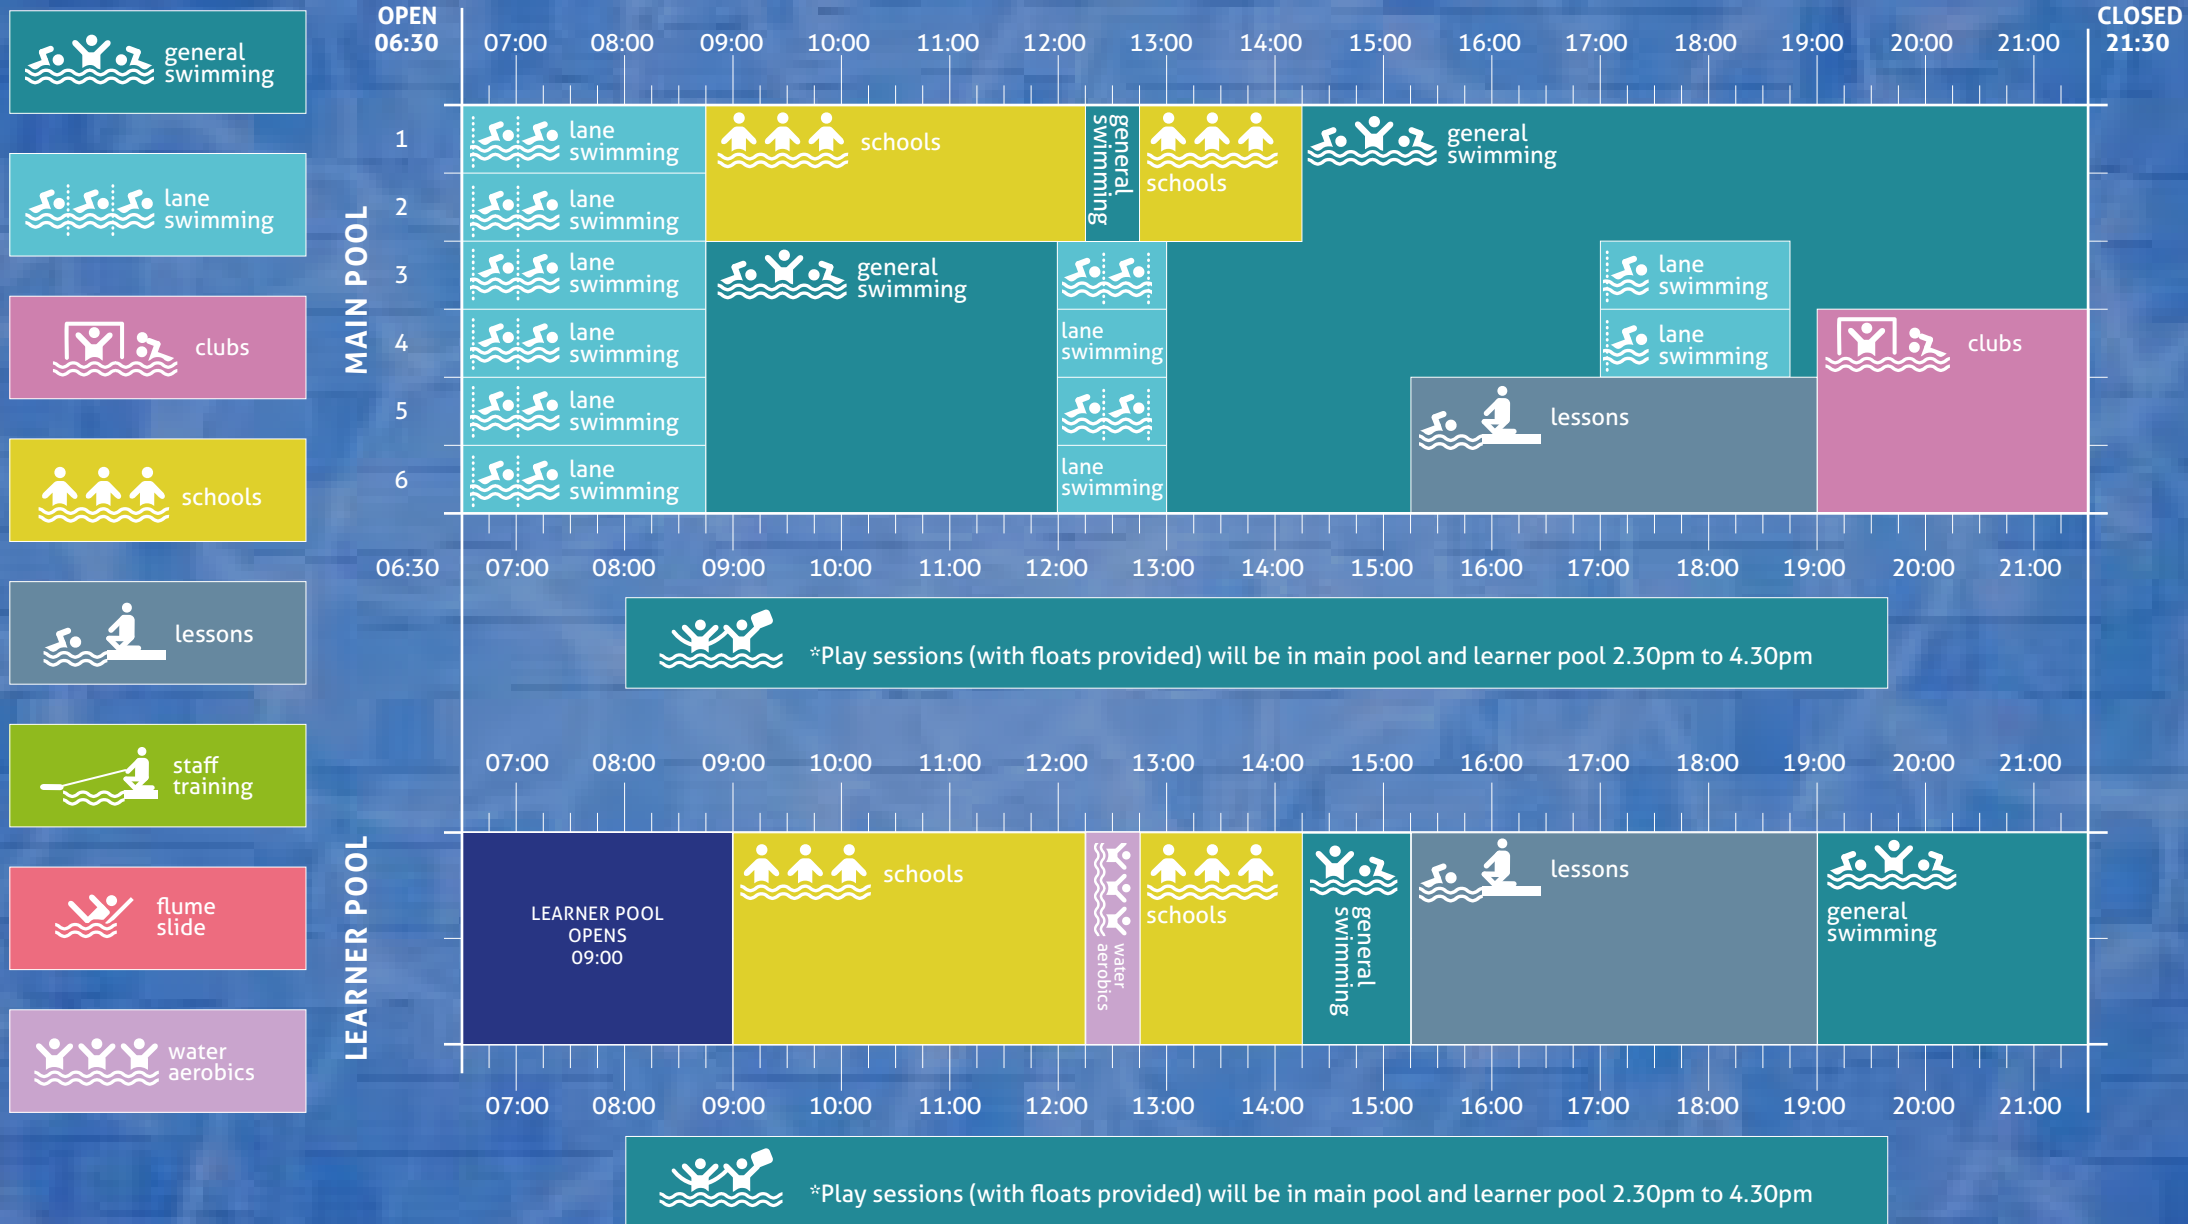 general
swimming
lane
swimming
clubs
schools
lessons
staff
training
flume
slide
water
aerobics
OPEN
06:30
07:00 08:00 09:00 10:00 11:00 12:00 13:00 14:00 15:00 16:00 17:00 18:00 19:00 20:00 21:00
CLOSED
21:30
MAIN POOL
1
2
3
4
5
6
lane
swimming
lane
swimming
lane
swimming
lane
swimming
lane
swimming
lane
swimming
schools
general
swimming
schools
general
swimming
general
swimming
lane
swimming
lane
swimming
lane
swimming
lane
swimming
lessons
clubs
06:30 07:00 08:00 09:00 10:00 11:00 12:00 13:00 14:00 15:00 16:00 17:00 18:00 19:00 20:00 21:00
*Play sessions (with floats provided) will be in main pool and learner pool 2.30pm to 4.30pm
07:00 08:00 09:00 10:00 11:00 12:00 13:00 14:00 15:00 16:00 17:00 18:00 19:00 20:00 21:00
LEARNER POOL
LEARNER POOL
OPENS
09:00
schools
water
aerobics
schools
general
swimming
lessons
general
swimming
07:00 08:00 09:00 10:00 11:00 12:00 13:00 14:00 15:00 16:00 17:00 18:00 19:00 20:00 21:00
*Play sessions (with floats provided) will be in main pool and learner pool 2.30pm to 4.30pm